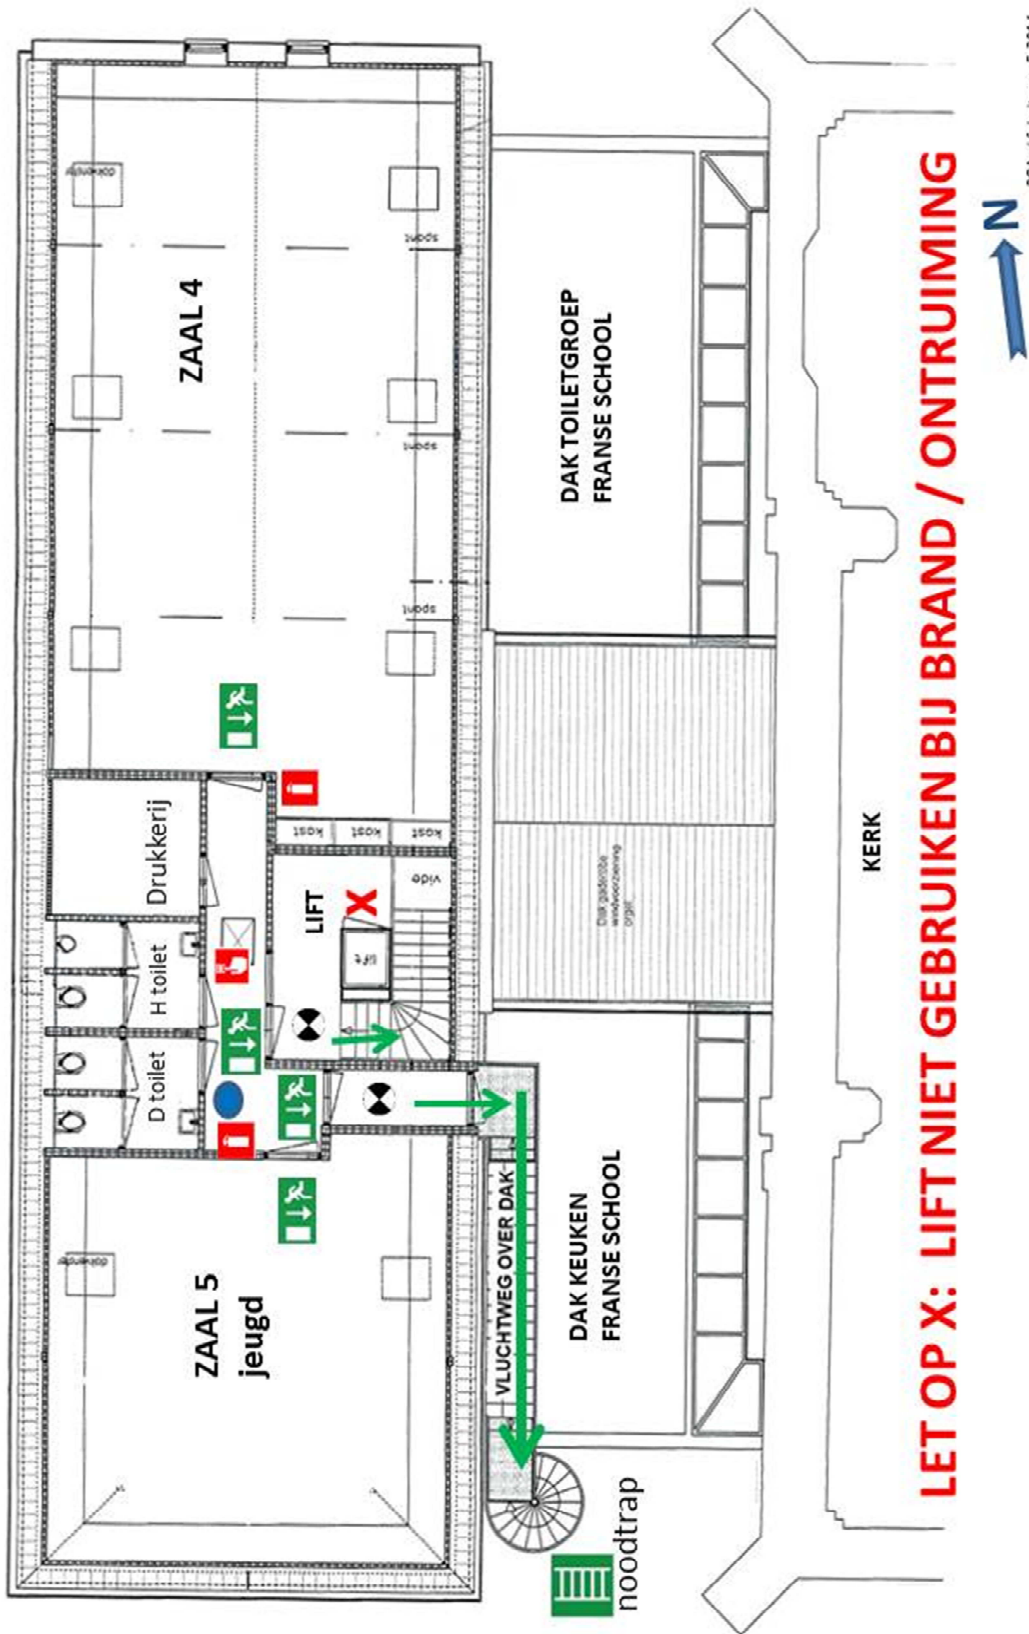 ZAAL 4
dakvenster
spant
spant
spant
Drukkerij
H toilet
D toilet
kast
kast
kast
LIFT
X
lift
vide
ZAAL 5
jeugd
dakvenster
DAK TOILETGROEP
FRANSE SCHOOL
VLUCHTWEG OVER DAK
DAK KEUKEN
FRANSE SCHOOL
noodtrap
KERK
LET OP X: LIFT NIET GEBRUIKEN BIJ BRAND / ONTRUIMING
N